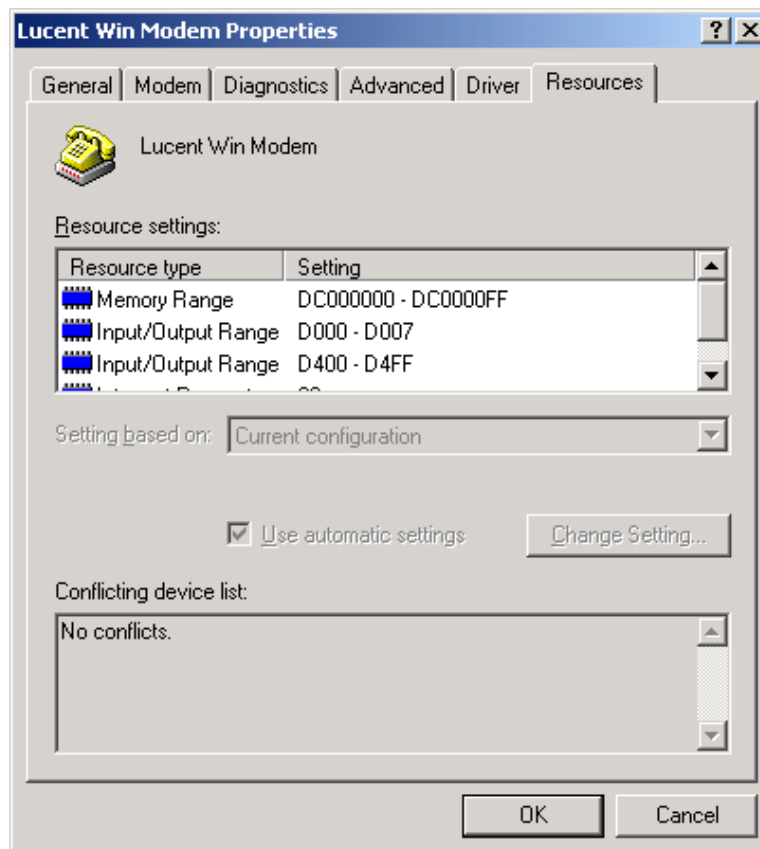 Lucent Win Modem Properties
General Modem Diagnostics Advanced Driver Resources
Lucent Win Modem
Resource settings:
Resource type Setting
Memory Range DC000000 - DC0000FF
Input/Output Range D000 - D007
Input/Output Range D400 - D4FF
Setting based on: Current configuration
Use automatic settings Change Setting...
Conflicting device list:
No conflicts.
OK Cancel